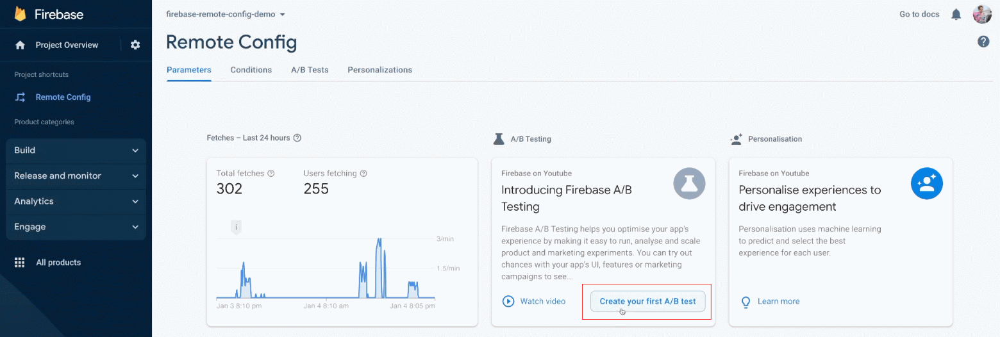 Firebase
Project Overview
Project shortcuts
Remote Config
Product categories
Build
Release and monitor
Analytics
Engage
All products
firebase-remote-config-demo
Go to docs
Remote Config
?
Parameters Conditions A/B Tests Personalizations
Fetches – Last 24 hours ?
Total fetches ?
302
Users fetching ?
255
i
3/min
1.5/min
Jan 3 8:10 pm Jan 4 8:10 am Jan 4 8:05 pm
A/B Testing
Firebase on Youtube
Introducing Firebase A/B
Testing
Firebase A/B Testing helps you optimise your app's
experience by making it easy to run, analyse and scale
product and marketing experiments. You can try out
chances with your app's UI, features or marketing
campaigns to see...
Watch video
Create your first A/B test
Personalisation
Firebase on Youtube
Personalise experiences to
drive engagement
Personalisation uses machine learning
to predict and select the best
experience for each user.
Learn more